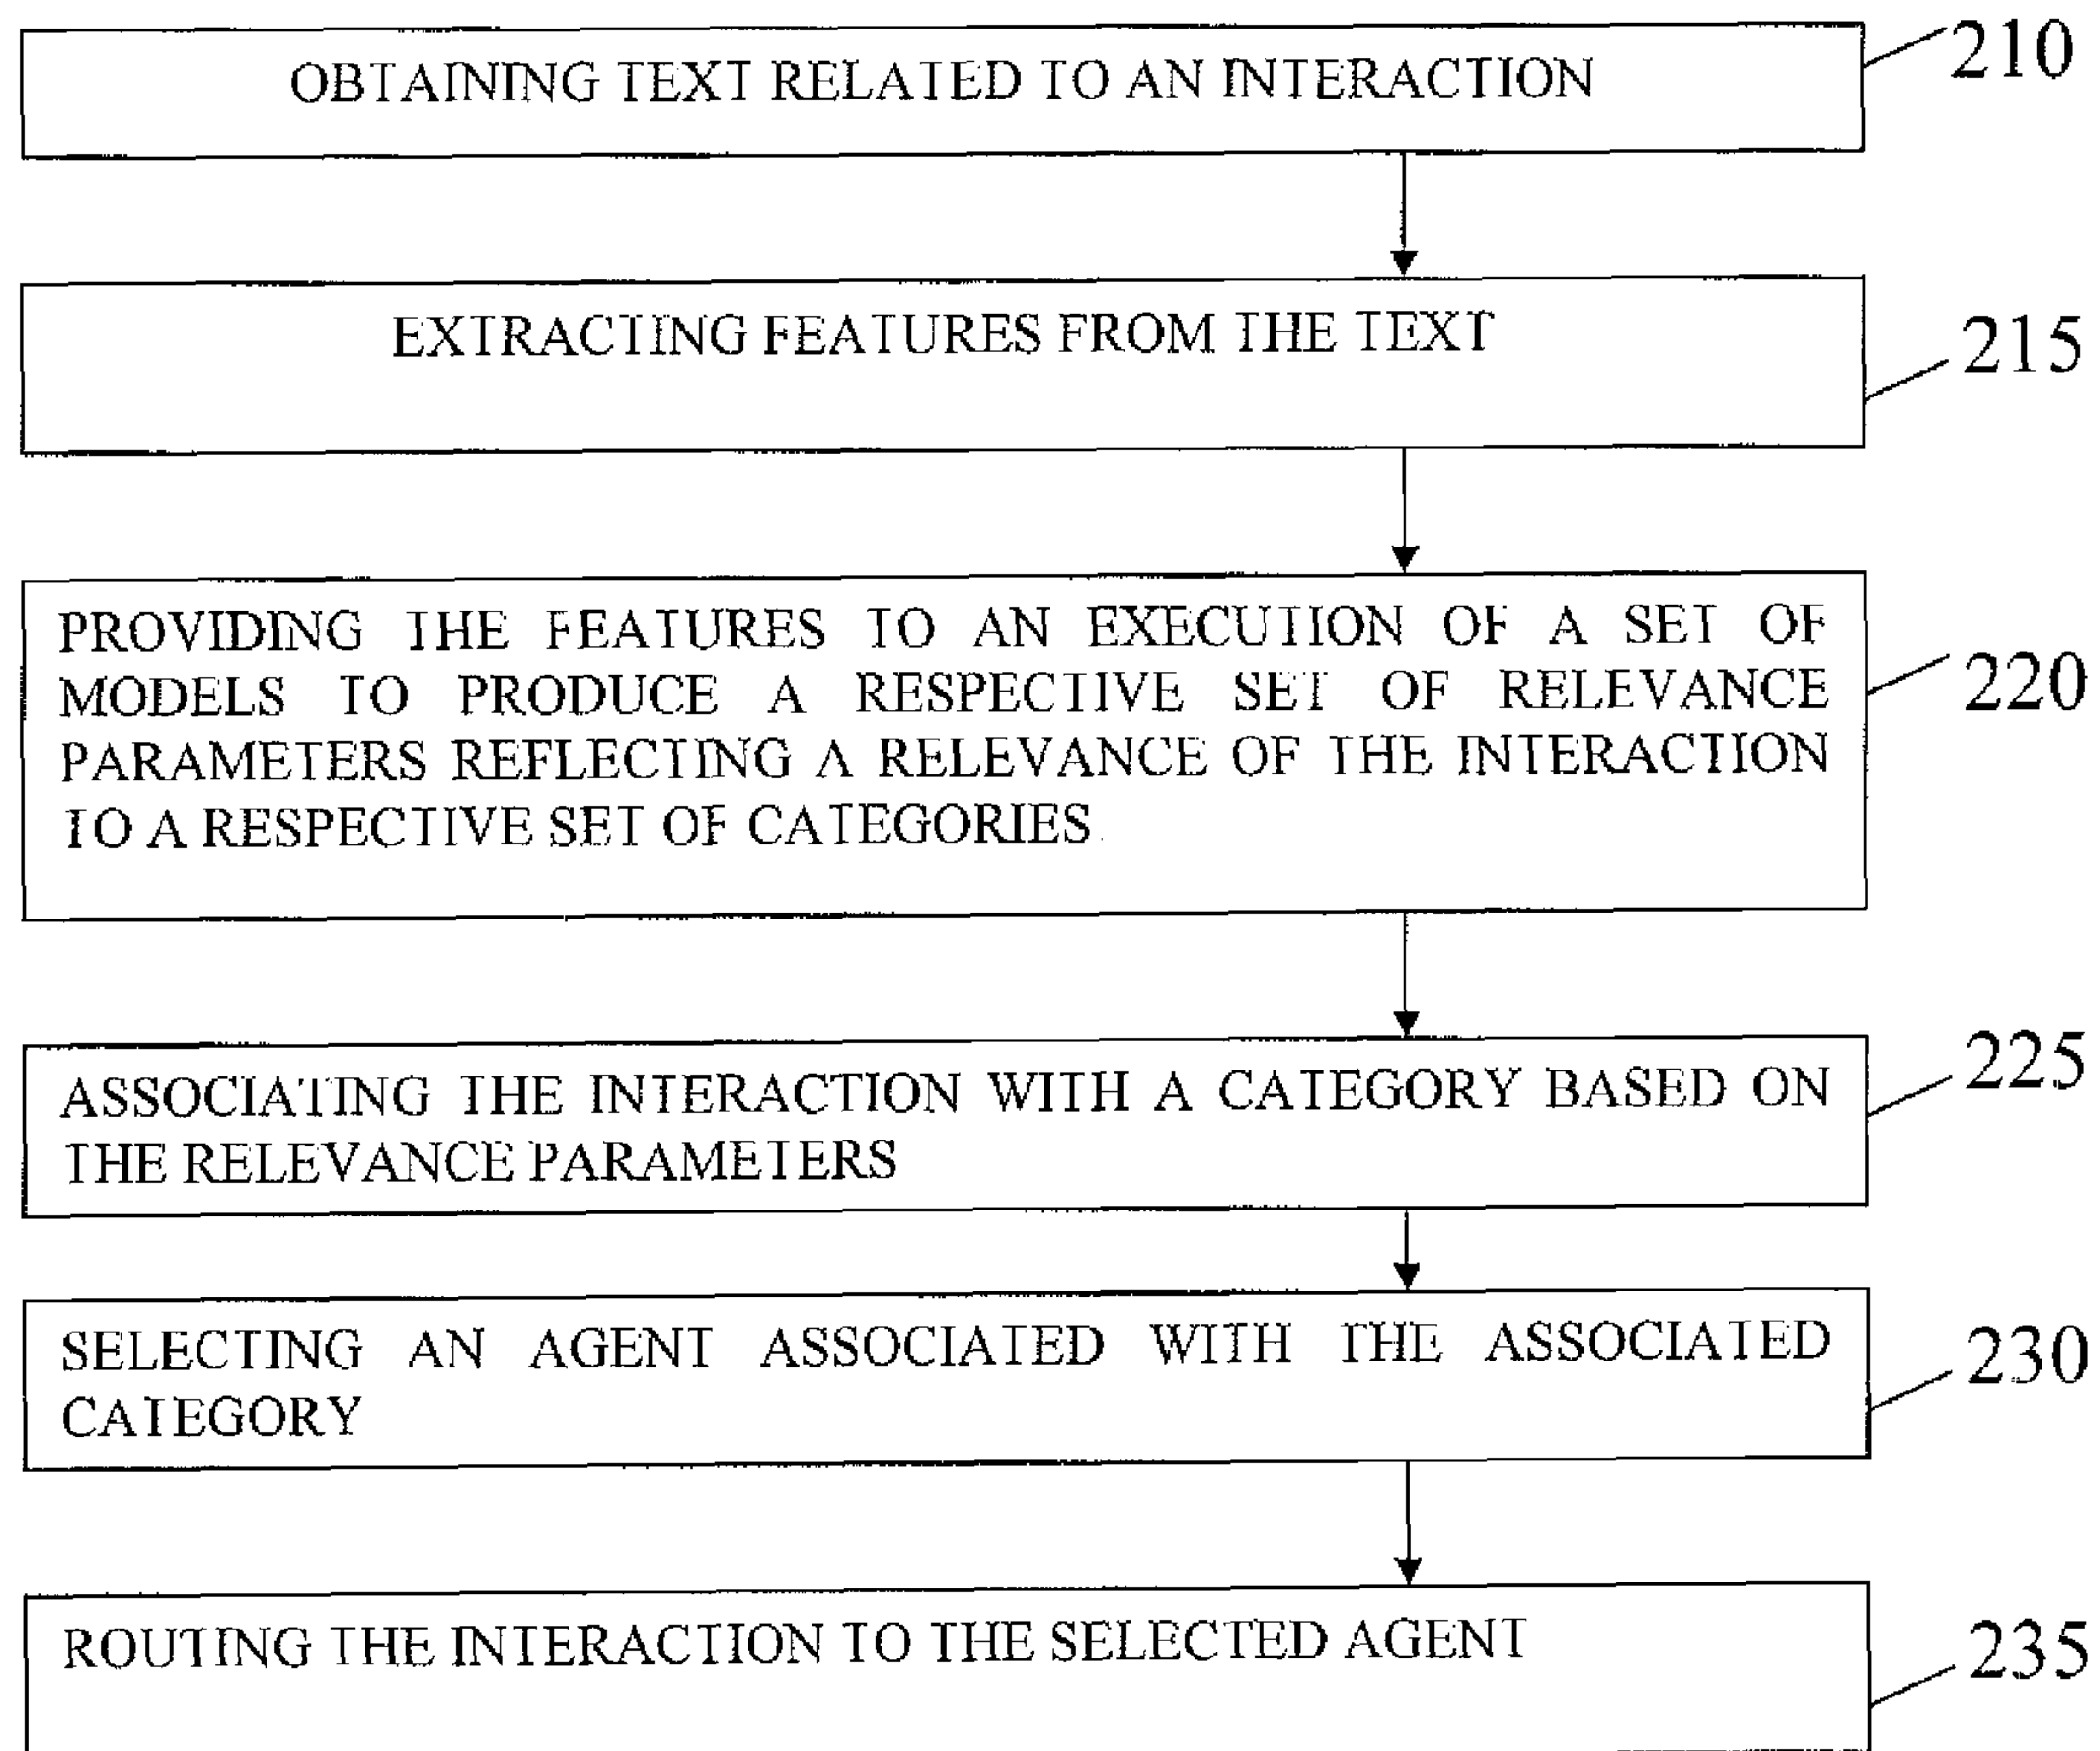 OBTAINING TEXT RELATED TO AN INTERACTION
210
EXTRACTING FEATURES FROM THE TEXT
215
PROVIDING THE FEATURES TO AN EXECUTION OF A SET OF
MODELS TO PRODUCE A RESPECTIVE SET OF RELEVANCE
PARAMETERS REFLECTING A RELEVANCE OF THE INTERACTION
TO A RESPECTIVE SET OF CATEGORIES.
220
ASSOCIATING THE INTERACTION WITH A CATEGORY BASED ON
THE RELEVANCE PARAMETERS
225
SELECTING AN AGENT ASSOCIATED WITH THE ASSOCIATED
CATEGORY
230
ROUTING THE INTERACTION TO THE SELECTED AGENT
235